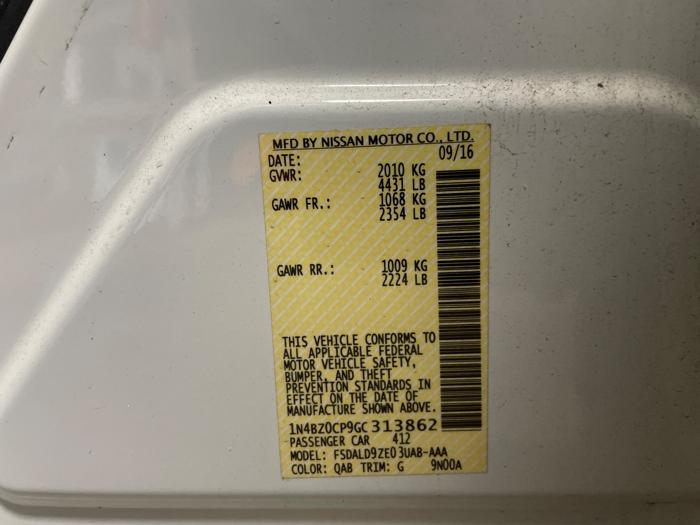 MFD BY NISSAN MOTOR CO., LTD.
DATE: 09/16
GVWR: 2010 KG
4431 LB
GAWR FR.: 1068 KG
2354 LB
GAWR RR.: 1009 KG
2224 LB
THIS VEHICLE CONFORMS TO
ALL APPLICABLE FEDERAL
MOTOR VEHICLE SAFETY,
BUMPER, AND THEFT
PREVENTION STANDARDS IN
EFFECT ON THE DATE OF
MANUFACTURE SHOWN ABOVE.
1N4BZ0CP9GC313862
PASSENGER CAR 412
MODEL: FSDALD9ZE03UAB-AAA
COLOR: QAB TRIM: G 9N00A